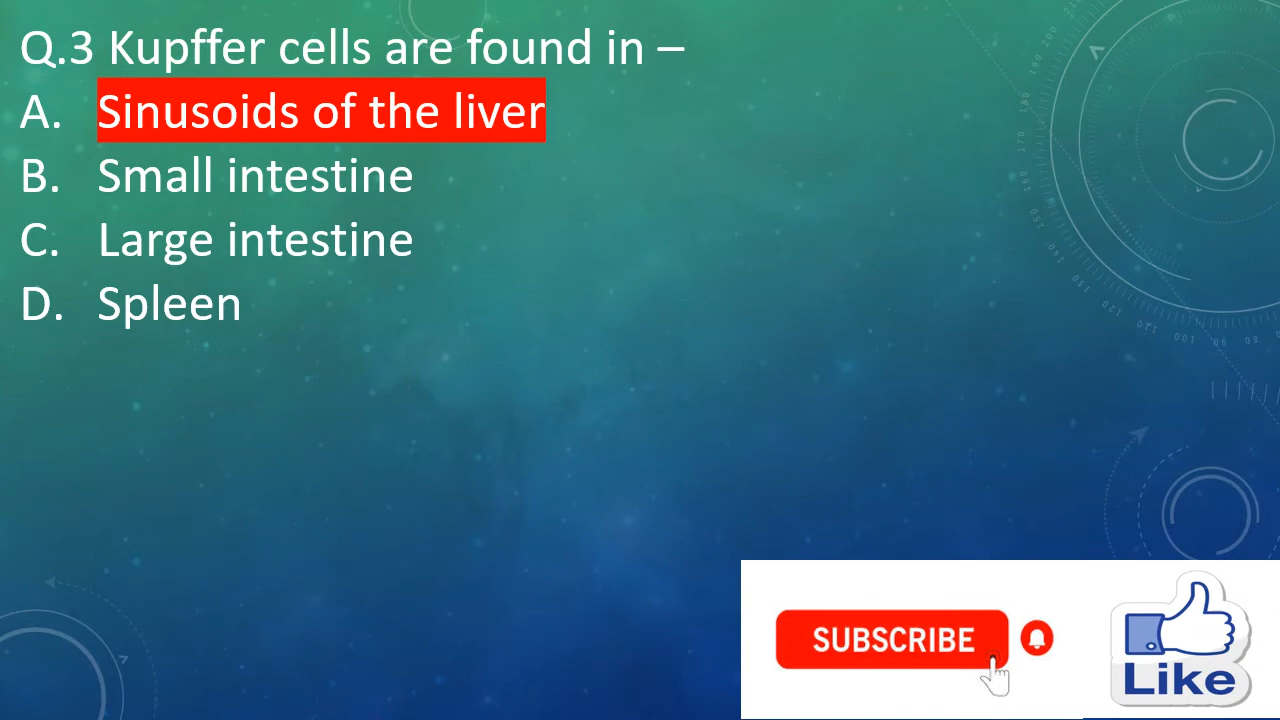 Q.3 Kupffer cells are found in –
A. Sinusoids of the liver
B. Small intestine
C. Large intestine
D. Spleen
SUBSCRIBE
Like